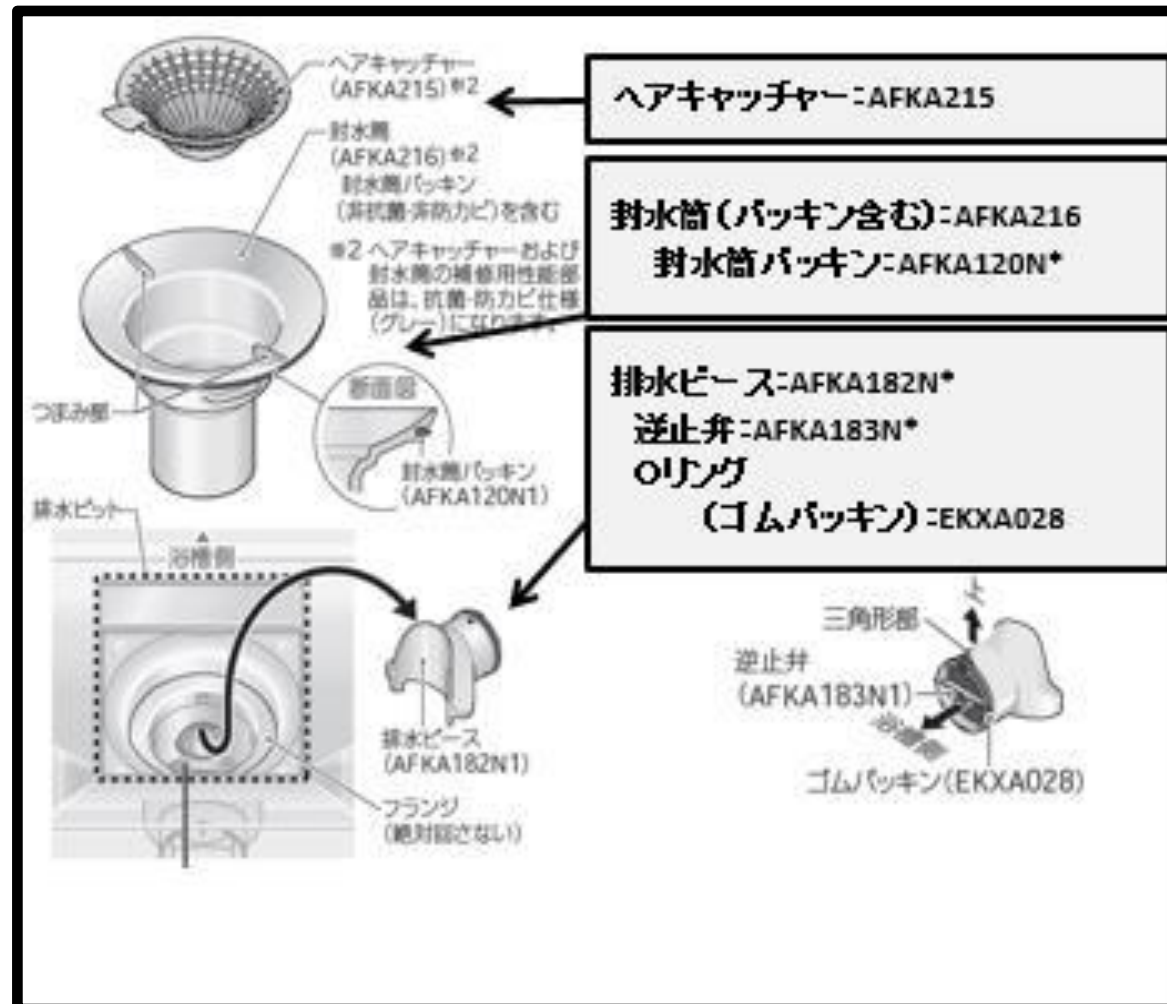 ヘアキャッチャー
(AFKA215)※2
封水筒
(AFKA216)※2
封水筒パッキン
(非抗菌・非防カビ)を含む
※2 ヘアキャッチャーおよび
封水筒の補修用性能部
品は、抗菌・防カビ仕様
(グレー)になります。
ヘアキャッチャー:AFKA215
封水筒(パッキン含む):AFKA216
封水筒パッキン:AFKA120N*
排水ピース:AFKA182N*
逆止弁:AFKA183N*
Oリング
(ゴムパッキン):EKXA028
つまみ部
断面図
封水筒パッキン
(AFKA120N1)
排水ピット
浴槽側
排水ピース
(AFKA182N1)
フランジ
(絶対回さない)
上
三角形部
逆止弁
(AFKA183N1)
浴槽側
ゴムパッキン(EKXA028)